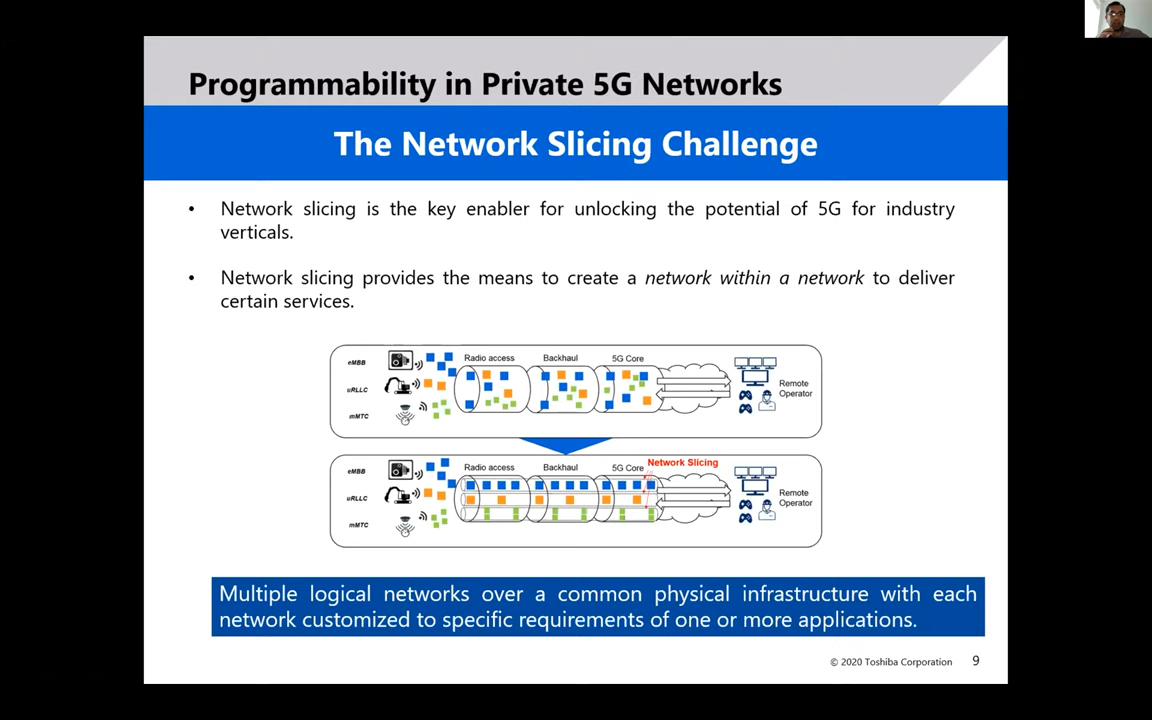 Programmability in Private 5G Networks
The Network Slicing Challenge
• Network slicing is the key enabler for unlocking the potential of 5G for industry
verticals.
• Network slicing provides the means to create a network within a network to deliver
certain services.
eMBB
Radio access
Backhaul
5G Core
uRLLC
Remote
Operator
mMTC
Network Slicing
eMBB
Radio access
Backhaul
5G Core
uRLLC
Remote
Operator
mMTC
Multiple logical networks over a common physical infrastructure with each
network customized to specific requirements of one or more applications.
© 2020 Toshiba Corporation
9